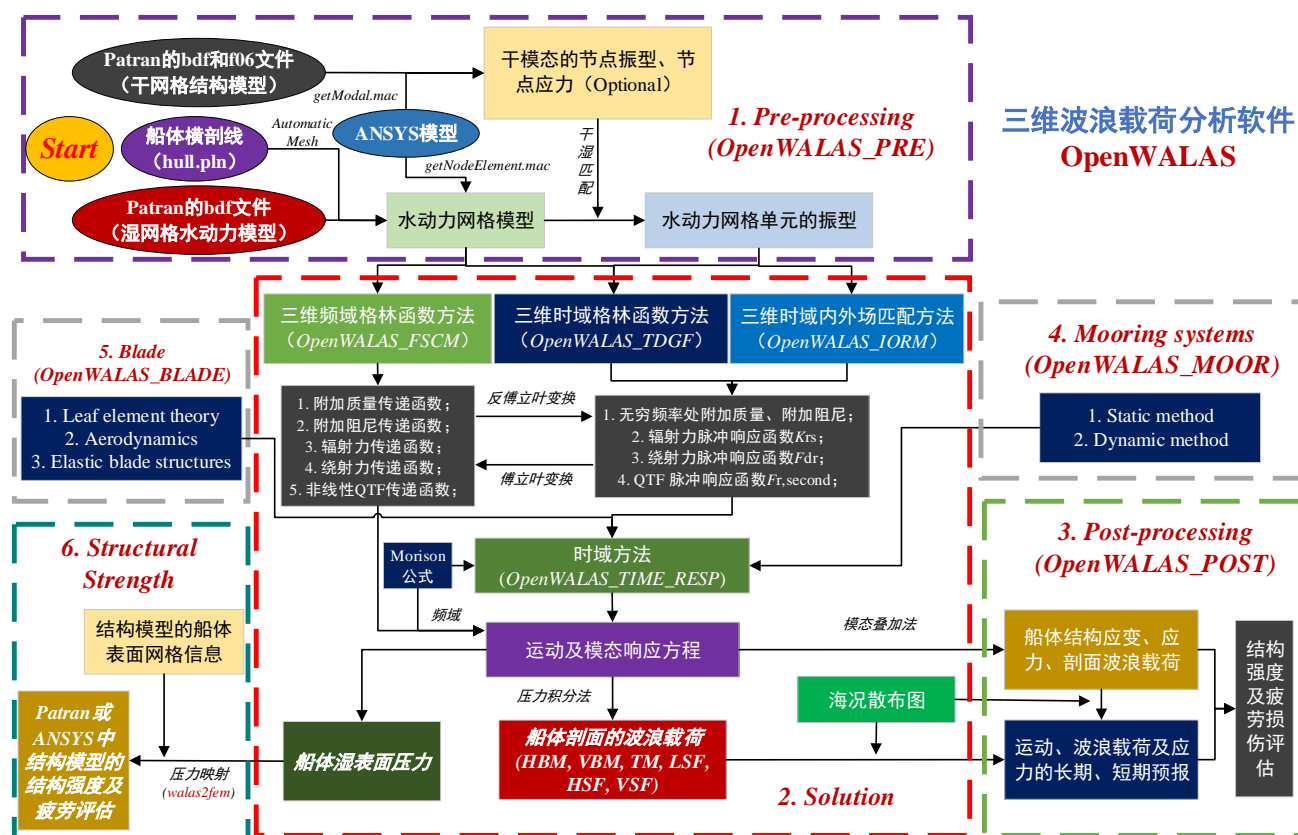 三维波浪载荷分析软件
OpenWALAS
Patran的bdf和f06文件
（干网格结构模型）
干模态的节点振型、节
点应力（Optional）
getModal.mac
Start
船体横剖线
（hull.pln）
Automatic
Mesh
ANSYS模型
getNodeElement.mac
干
湿
匹
配
1. Pre-processing
(OpenWALAS_PRE)
Patran的bdf文件
（湿网格水动力模型）
水动力网格模型
水动力网格单元的振型
三维频域格林函数方法
（OpenWALAS_FSCM）
三维时域格林函数方法
（OpenWALAS_TDGF）
三维时域内外场匹配方法
（OpenWALAS_IORM）
5. Blade
(OpenWALAS_BLADE)
1. Leaf element theory
2. Aerodynamics
3. Elastic blade structures
4. Mooring systems
(OpenWALAS_MOOR)
1. Static method
2. Dynamic method
1. 附加质量传递函数；
2. 附加阻尼传递函数；
3. 辐射力传递函数；
4. 绕射力传递函数；
5. 非线性QTF传递函数；
反傅立叶变换
傅立叶变换
1. 无穷频率处附加质量、附加阻尼；
2. 辐射力脉冲响应函数Krs；
3. 绕射力脉冲响应函数Fdr；
4. QTF 脉冲响应函数Fr,second；
6. Structural
Strength
Morison
公式
时域方法
(OpenWALAS_TIME_RESP)
3. Post-processing
(OpenWALAS_POST)
频域
结构模型的船体
表面网格信息
运动及模态响应方程
模态叠加法
船体结构应变、应
力、剖面波浪载荷
结构
强度
及疲
劳损
伤评
估
压力积分法
海况散布图
Patran或
ANSYS中
结构模型的
结构强度及
疲劳评估
压力映射
(walas2fem)
船体湿表面压力
船体剖面的波浪载荷
(HBM, VBM, TM, LSF,
HSF, VSF)
运动、波浪载荷及应
力的长期、短期预报
2. Solution